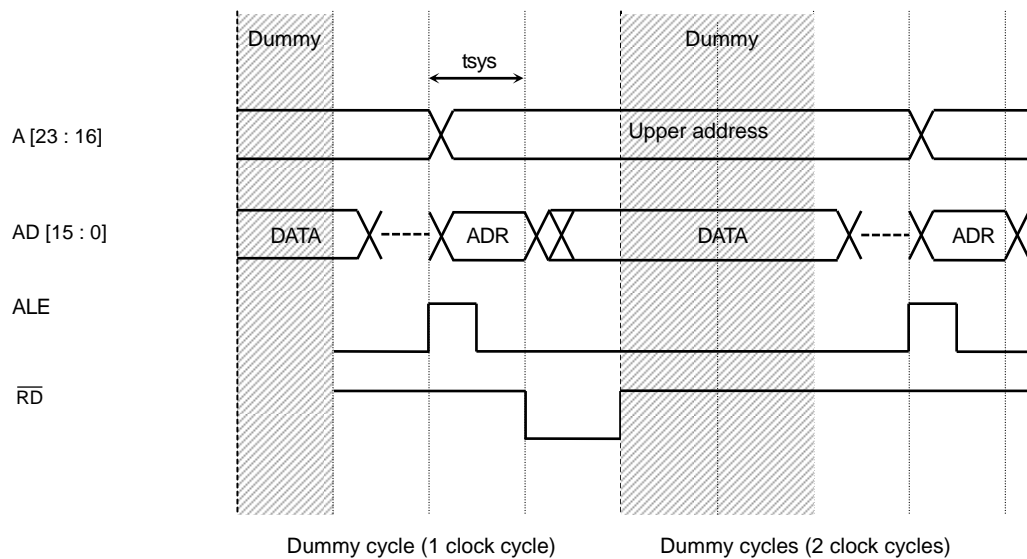 Dummy
Dummy
tsys
A [23 : 16]
Upper address
AD [15 : 0]
DATA
ADR
DATA
ADR
ALE
RD
Dummy cycle (1 clock cycle)
Dummy cycles (2 clock cycles)